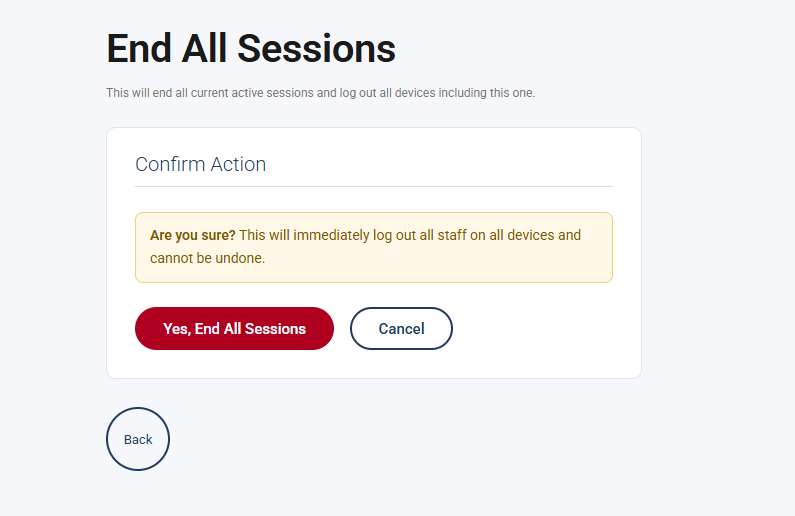 End All Sessions
This will end all current active sessions and log out all devices including this one.
Confirm Action
Are you sure? This will immediately log out all staff on all devices and
cannot be undone.
Yes, End All Sessions
Cancel
Back